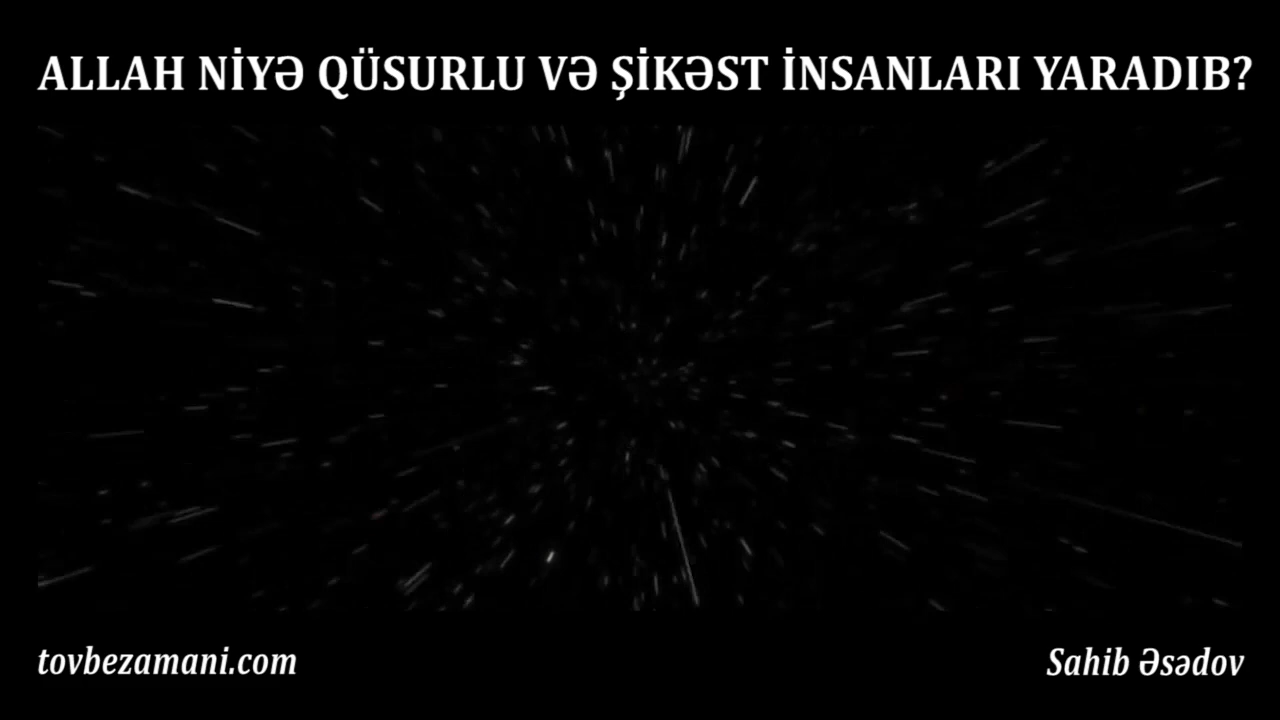 ALLAH NİYƏ QÜSURLU VƏ ŞİKƏST İNSANLARI YARADIB?
tovbezamani.com
Sahib Əsədov